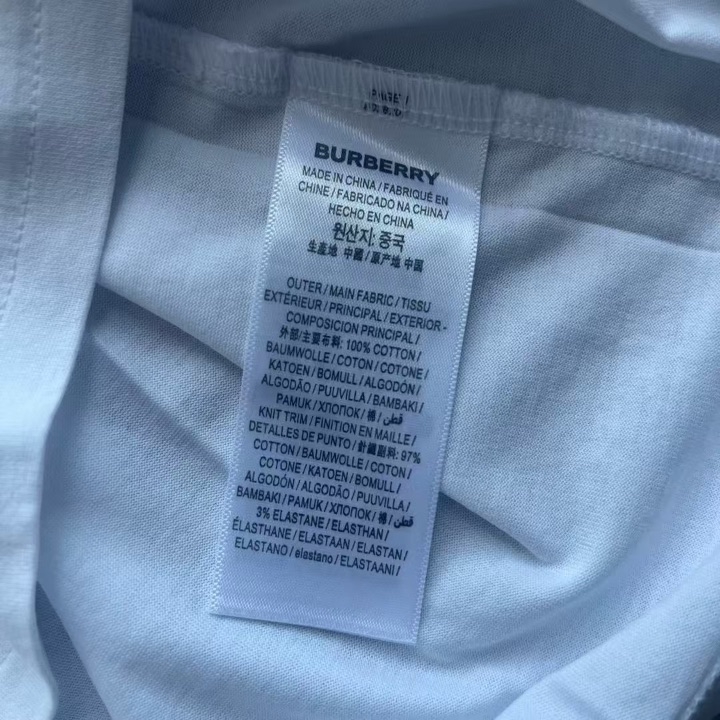 BURBERRY
MADE IN CHINA / FABRIQUÉ EN
CHINE / FABRICADO NA CHINA /
HECHO EN CHINA
원산지: 중국
生産地 中國 / 原产地 中国
OUTER / MAIN FABRIC / TISSU
EXTÉRIEUR / PRINCIPAL / EXTERIOR -
COMPOSICION PRINCIPAL /
外部/主要布料: 100% COTTON /
BAUMWOLLE / COTON / COTONE /
KATOEN / BOMULL / ALGODÓN /
ALGODÃO / PUUVILLA / BAMBAKI /
PAMUK / ХЛОПОК / 棉 / قطن /
KNIT TRIM / FINITION EN MAILLE /
DETALLES DE PUNTO / 針織副料: 97%
COTTON / BAUMWOLLE / COTON /
COTONE / KATOEN / BOMULL /
ALGODÓN / ALGODÃO / PUUVILLA /
BAMBAKI / PAMUK / ХЛОПОК / 棉 / قطن /
3% ELASTANE / ELASTHAN /
ÉLASTHANE / ELASTAAN / ELASTAN /
ELASTANO / elastano / ELASTAANI /